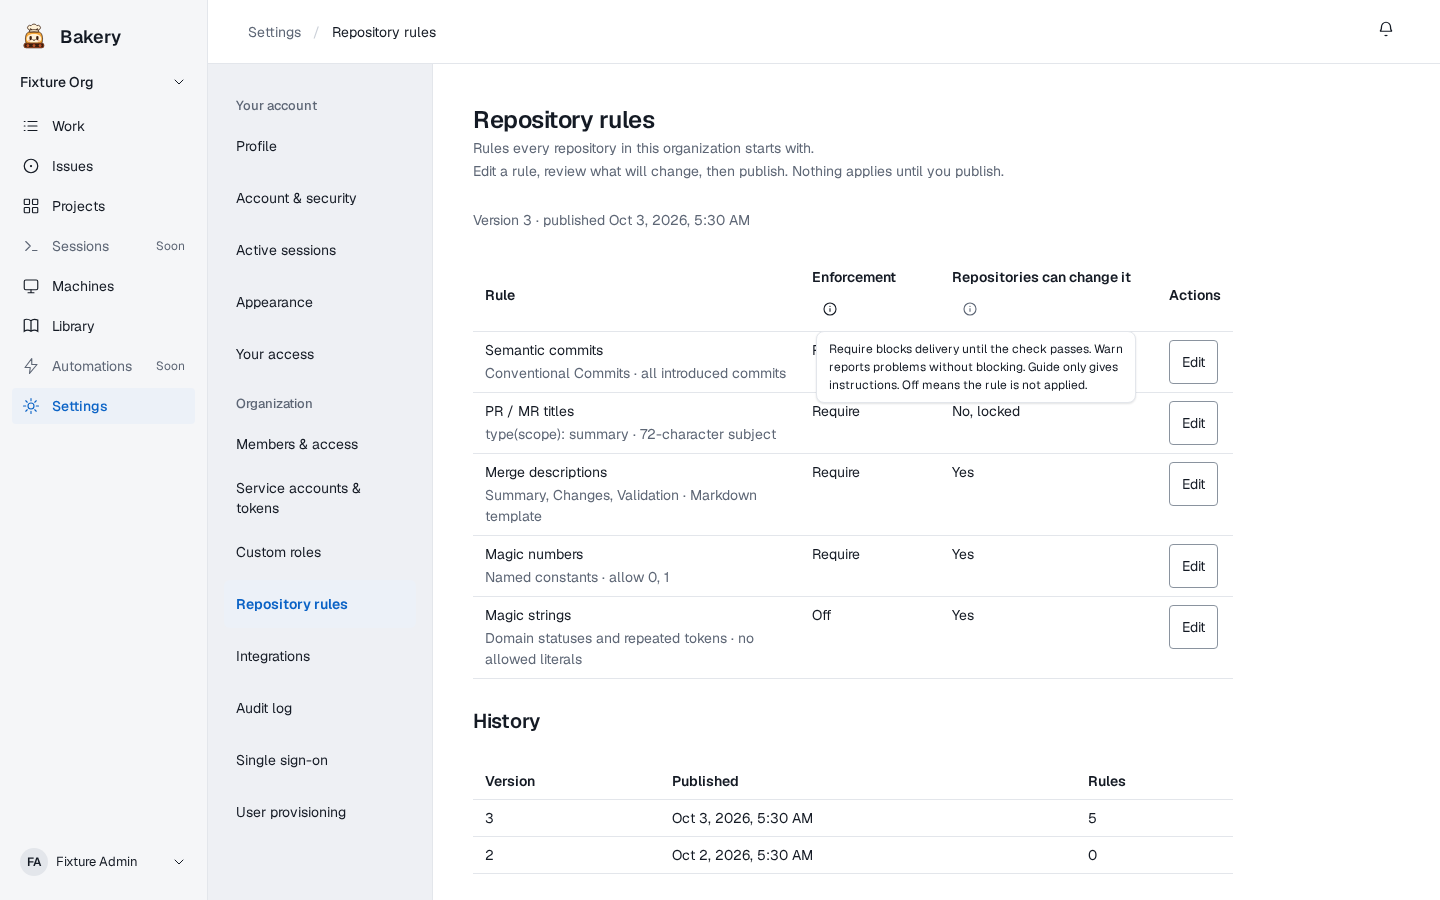 Bakery
Fixture Org
Work
Issues
Projects
Sessions Soon
Machines
Library
Automations Soon
Settings
FA Fixture Admin
Settings / Repository rules
Your account
Profile
Account & security
Active sessions
Appearance
Your access
Organization
Members & access
Service accounts &
tokens
Custom roles
Repository rules
Integrations
Audit log
Single sign-on
User provisioning
Repository rules
Rules every repository in this organization starts with.
Edit a rule, review what will change, then publish. Nothing applies until you publish.
Version 3 · published Oct 3, 2026, 5:30 AM
Rule Enforcement Repositories can change it Actions
Require blocks delivery until the check passes. Warn
reports problems without blocking. Guide only gives
instructions. Off means the rule is not applied.
Semantic commits Edit
Conventional Commits · all introduced commits
PR / MR titles Require No, locked Edit
type(scope): summary · 72-character subject
Merge descriptions Require Yes Edit
Summary, Changes, Validation · Markdown
template
Magic numbers Require Yes Edit
Named constants · allow 0, 1
Magic strings Off Yes Edit
Domain statuses and repeated tokens · no
allowed literals
History
Version Published Rules
3 Oct 3, 2026, 5:30 AM 5
2 Oct 2, 2026, 5:30 AM 0